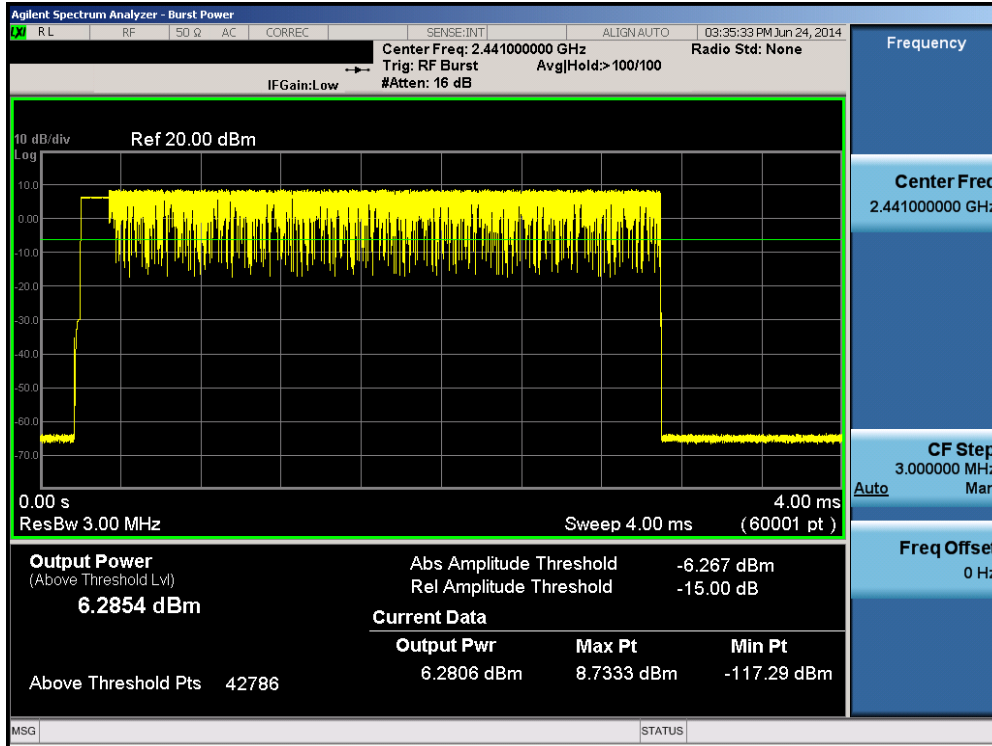 Agilent Spectrum Analyzer - Burst Power
LXI RL RF 50 Ω AC CORREC SENSE:INT ALIGN AUTO 03:35:33 PM Jun 24, 2014
Center Freq: 2.441000000 GHz Radio Std: None
Trig: RF Burst Avg|Hold:>100/100
IFGain:Low #Atten: 16 dB
Frequency
10 dB/div Ref 20.00 dBm
Log
10.0
0.00
-10.0
-20.0
-30.0
-40.0
-50.0
-60.0
-70.0
0.00 s 4.00 ms
ResBw 3.00 MHz Sweep 4.00 ms (60001 pt)
Center Freq
2.441000000 GHz
CF Step
3.000000 MHz
Auto Man
Freq Offset
0 Hz
Output Power
(Above Threshold Lvl)
6.2854 dBm
Above Threshold Pts 42786
Abs Amplitude Threshold -6.267 dBm
Rel Amplitude Threshold -15.00 dB
Current Data
Output Pwr Max Pt Min Pt
6.2806 dBm 8.7333 dBm -117.29 dBm
MSG STATUS